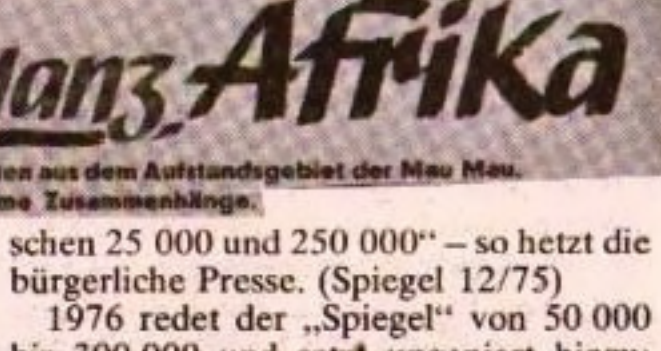 Afrika
aus dem Aufstandsgebiet der Mau Mau.
Zusammenhänge.
schen 25 000 und 250 000“ – so hetzt die
bürgerliche Presse. (Spiegel 12/75)
1976 redet der „Spiegel“ von 50 000